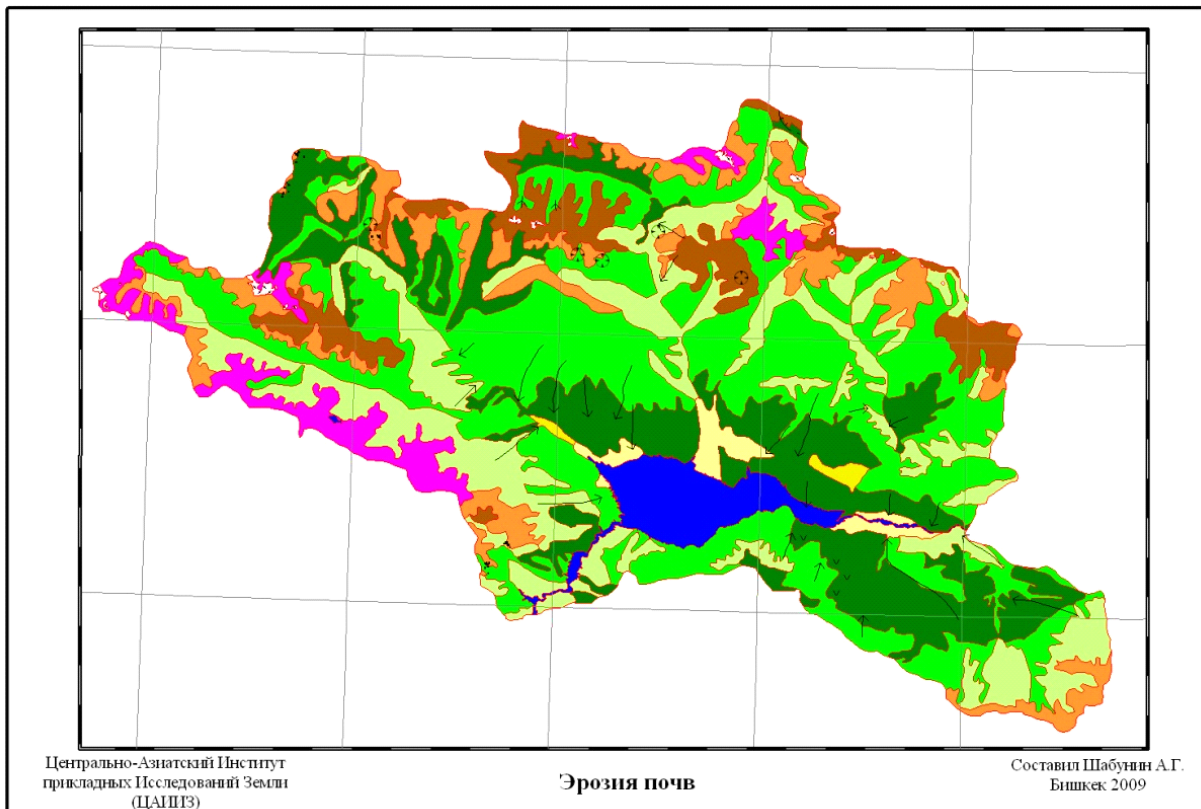 Центрально-Азиатский Институт
прикладных Исследований Земли
(ЦАИИЗ)
Эрозия почв
Составил Шабунин А.Г.
Бишкек 2009